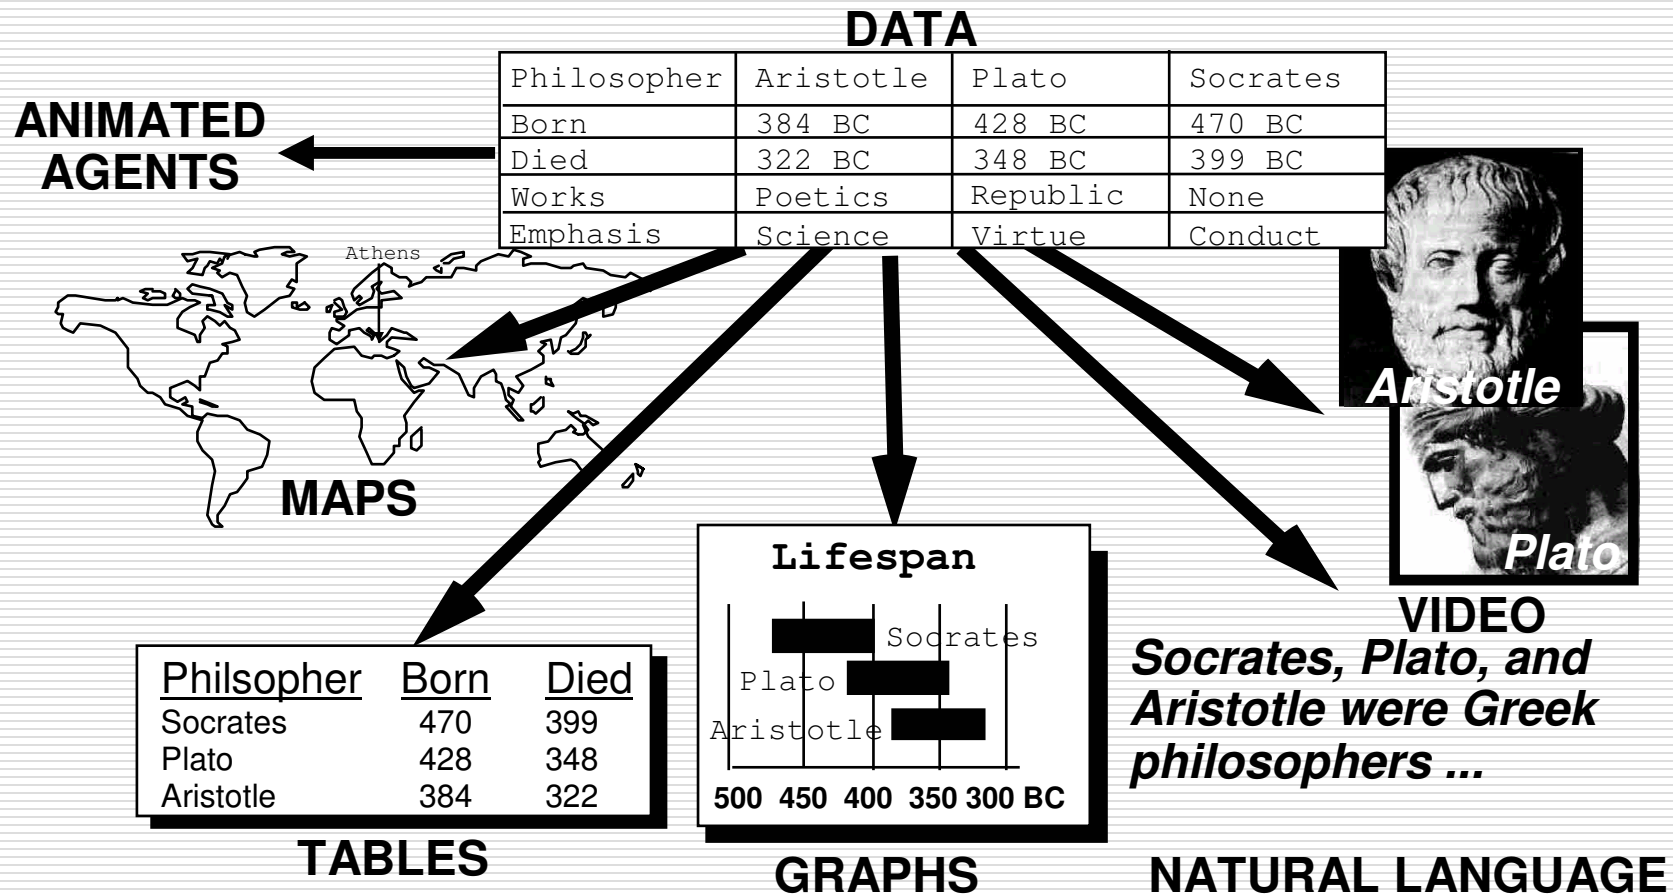 DATA
Philosopher Aristotle Plato Socrates
Born 384 BC 428 BC 470 BC
Died 322 BC 348 BC 399 BC
Works Poetics Republic None
Emphasis Science Virtue Conduct
ANIMATED
AGENTS
Athens
MAPS
Aristotle
Plato
VIDEO
Philsopher Born Died
Socrates 470 399
Plato 428 348
Aristotle 384 322
TABLES
Lifespan
Socrates
Plato
Aristotle
500 450 400 350 300 BC
GRAPHS
Socrates, Plato, and
Aristotle were Greek
philosophers ...
NATURAL LANGUAGE